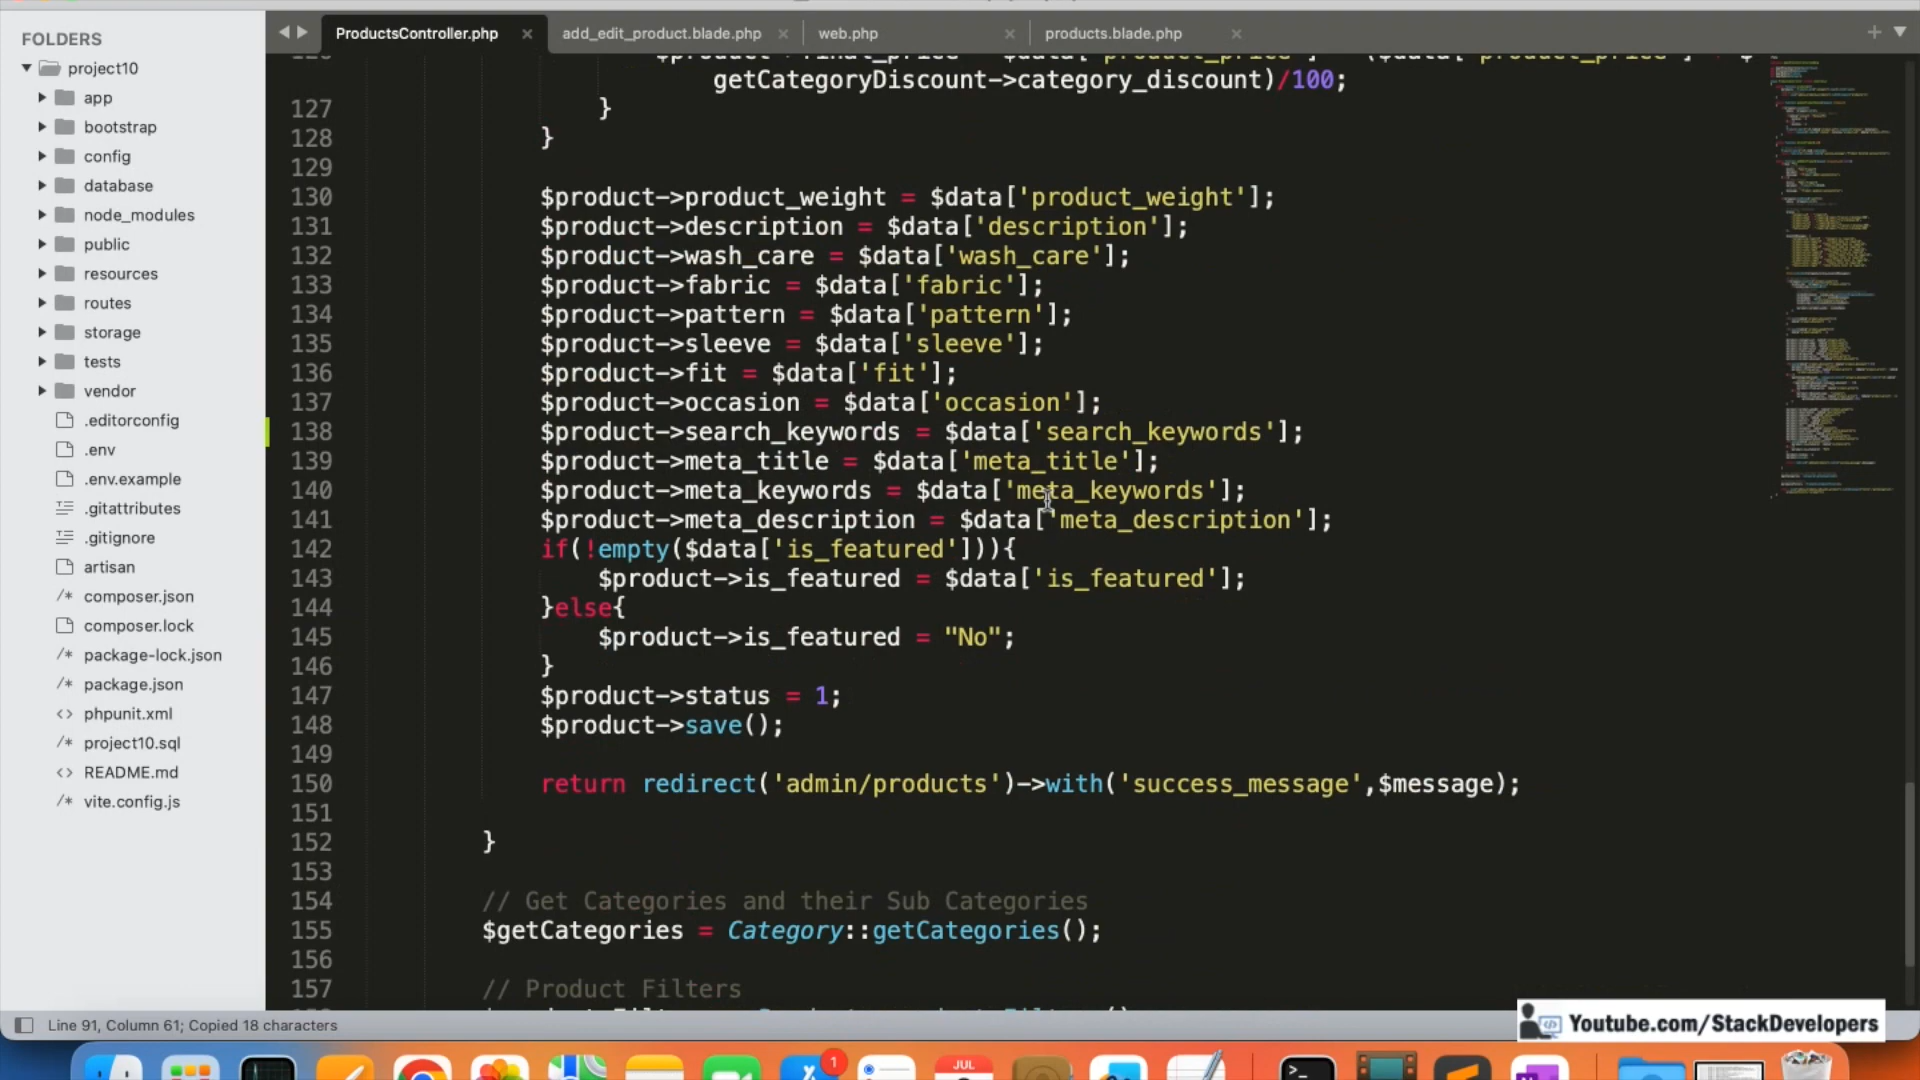 FOLDERS
project10
app
bootstrap
config
database
node_modules
public
resources
routes
storage
tests
vendor
.editorconfig
.env
.env.example
.gitattributes
.gitignore
artisan
/* composer.json
composer.lock
/* package-lock.json
/* package.json
<> phpunit.xml
/* project10.sql
<> README.md
/* vite.config.js
ProductsController.php ×
add_edit_product.blade.php ×
web.php ×
products.blade.php ×
getCategoryDiscount->category_discount)/100;
127 }
128 }
129
130 $product->product_weight = $data['product_weight'];
131 $product->description = $data['description'];
132 $product->wash_care = $data['wash_care'];
133 $product->fabric = $data['fabric'];
134 $product->pattern = $data['pattern'];
135 $product->sleeve = $data['sleeve'];
136 $product->fit = $data['fit'];
137 $product->occasion = $data['occasion'];
138 $product->search_keywords = $data['search_keywords'];
139 $product->meta_title = $data['meta_title'];
140 $product->meta_keywords = $data['meta_keywords'];
141 $product->meta_description = $data['meta_description'];
142 if(!empty($data['is_featured'])){
143 $product->is_featured = $data['is_featured'];
144 }else{
145 $product->is_featured = "No";
146 }
147 $product->status = 1;
148 $product->save();
149
150 return redirect('admin/products')->with('success_message',$message);
151
152 }
153
154 // Get Categories and their Sub Categories
155 $getCategories = Category::getCategories();
156
157 // Product Filters
Line 91, Column 61; Copied 18 characters
Youtube.com/StackDevelopers
1
JUL